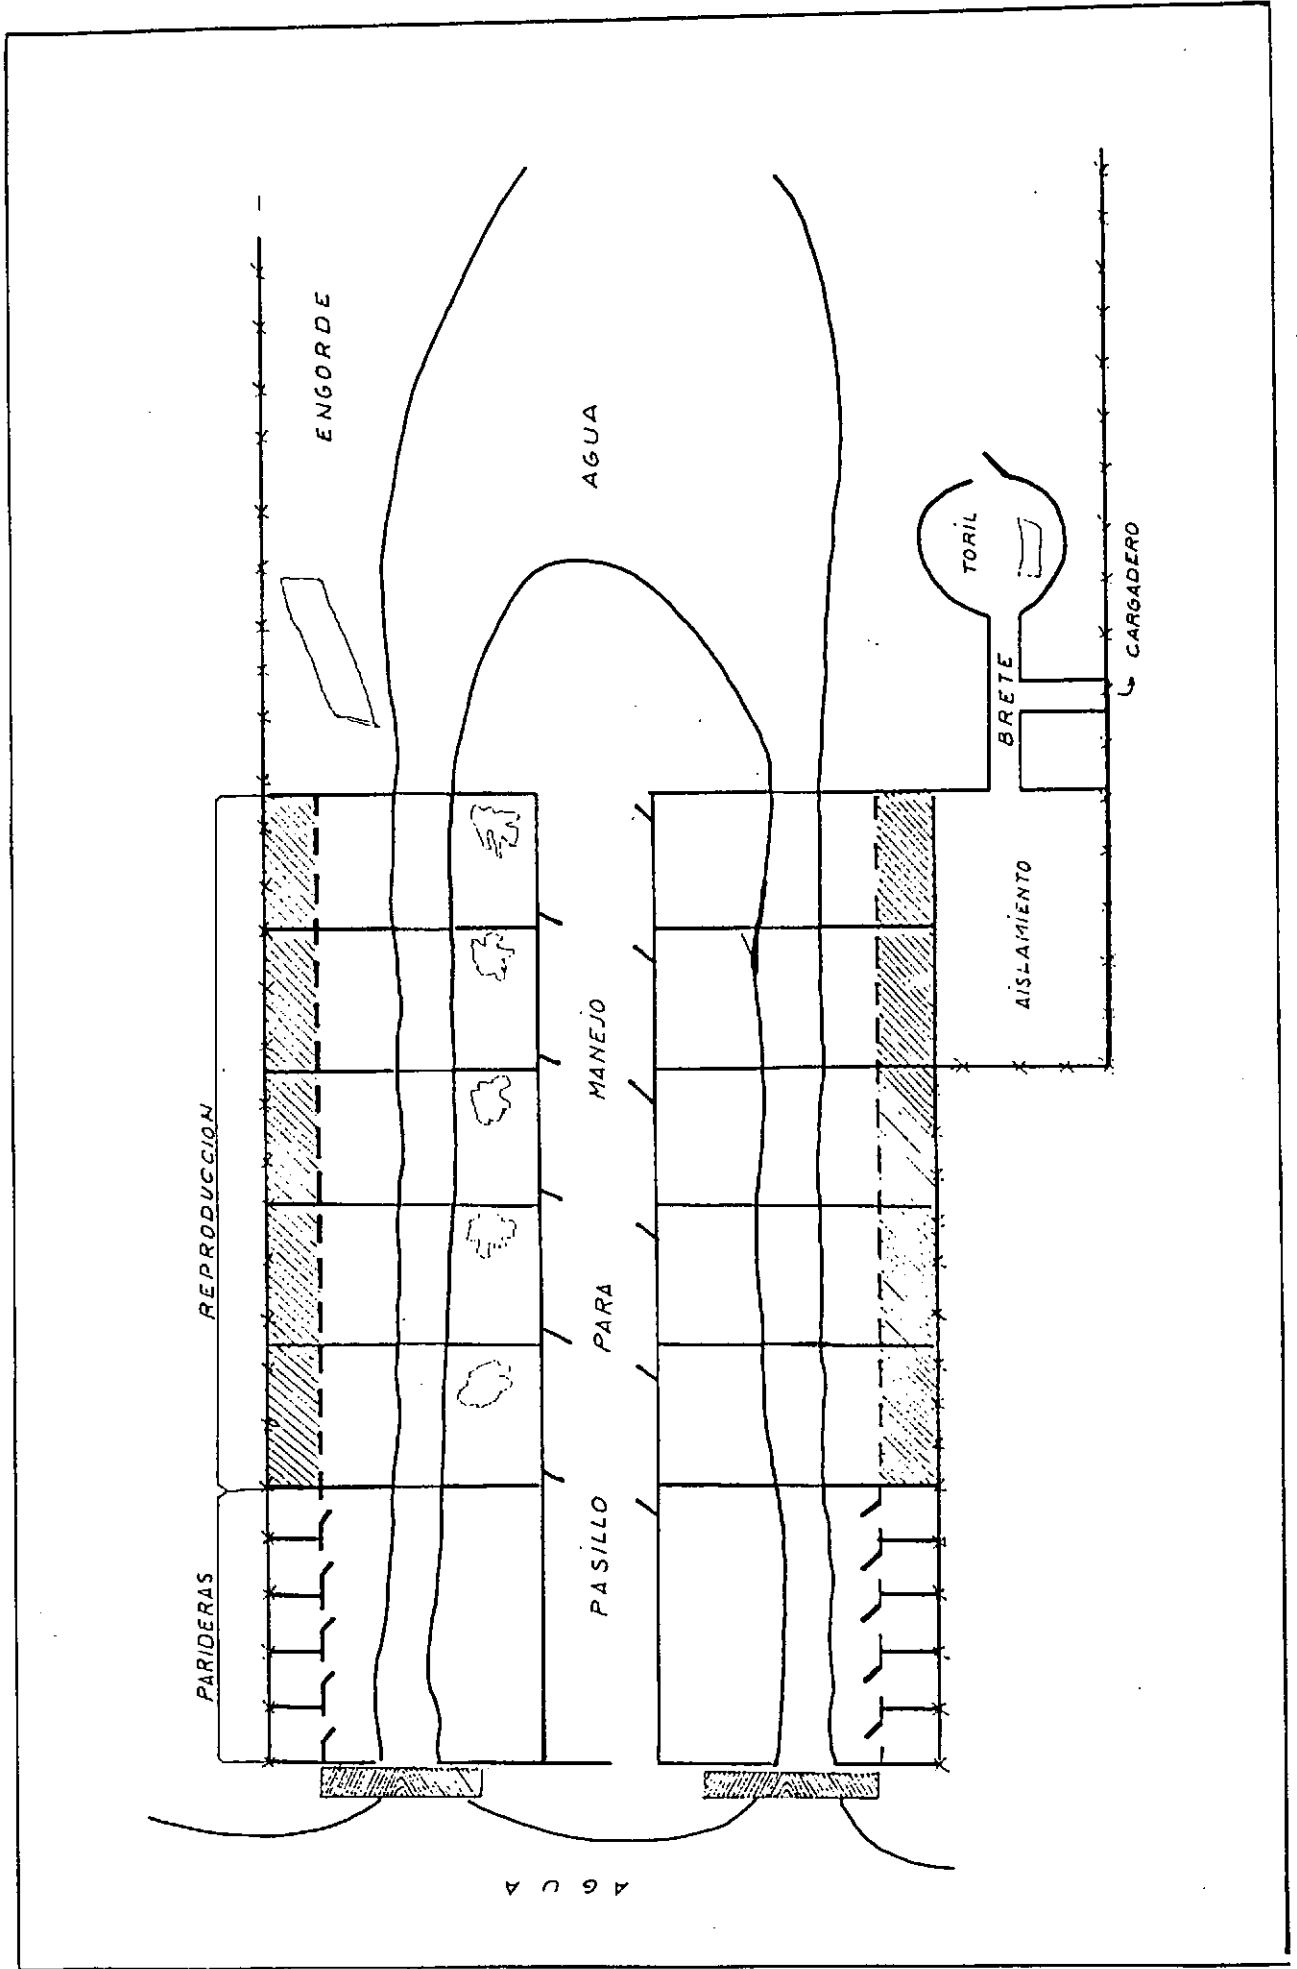 PARIDERAS
REPRODUCCION
ENGORDE
AGUA
AGUA
PASILLO PARA MANEJO
TORIL
BRETE
AISLAMIENTO
CARGADERO